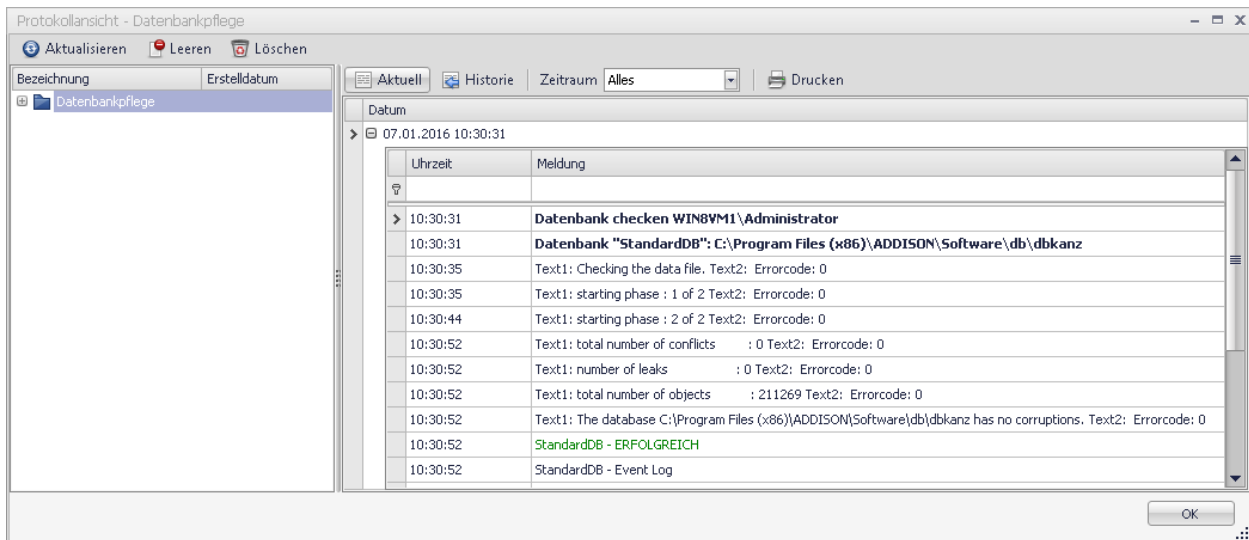 Protokollansicht - Datenbankpflege
Aktualisieren Leeren Löschen
Bezeichnung Erstelldatum
Datenbankpflege
Aktuell Historie Zeitraum Alles Drucken
Datum
07.01.2016 10:30:31
Uhrzeit Meldung
10:30:31 Datenbank checken WIN8VM1\Administrator
10:30:31 Datenbank "StandardDB": C:\Program Files (x86)\ADDISON\Software\db\dbkanz
10:30:35 Text1: Checking the data file. Text2: Errorcode: 0
10:30:35 Text1: starting phase : 1 of 2 Text2: Errorcode: 0
10:30:44 Text1: starting phase : 2 of 2 Text2: Errorcode: 0
10:30:52 Text1: total number of conflicts : 0 Text2: Errorcode: 0
10:30:52 Text1: number of leaks : 0 Text2: Errorcode: 0
10:30:52 Text1: total number of objects : 211269 Text2: Errorcode: 0
10:30:52 Text1: The database C:\Program Files (x86)\ADDISON\Software\db\dbkanz has no corruptions. Text2: Errorcode: 0
10:30:52 StandardDB - ERFOLGREICH
10:30:52 StandardDB - Event Log
OK